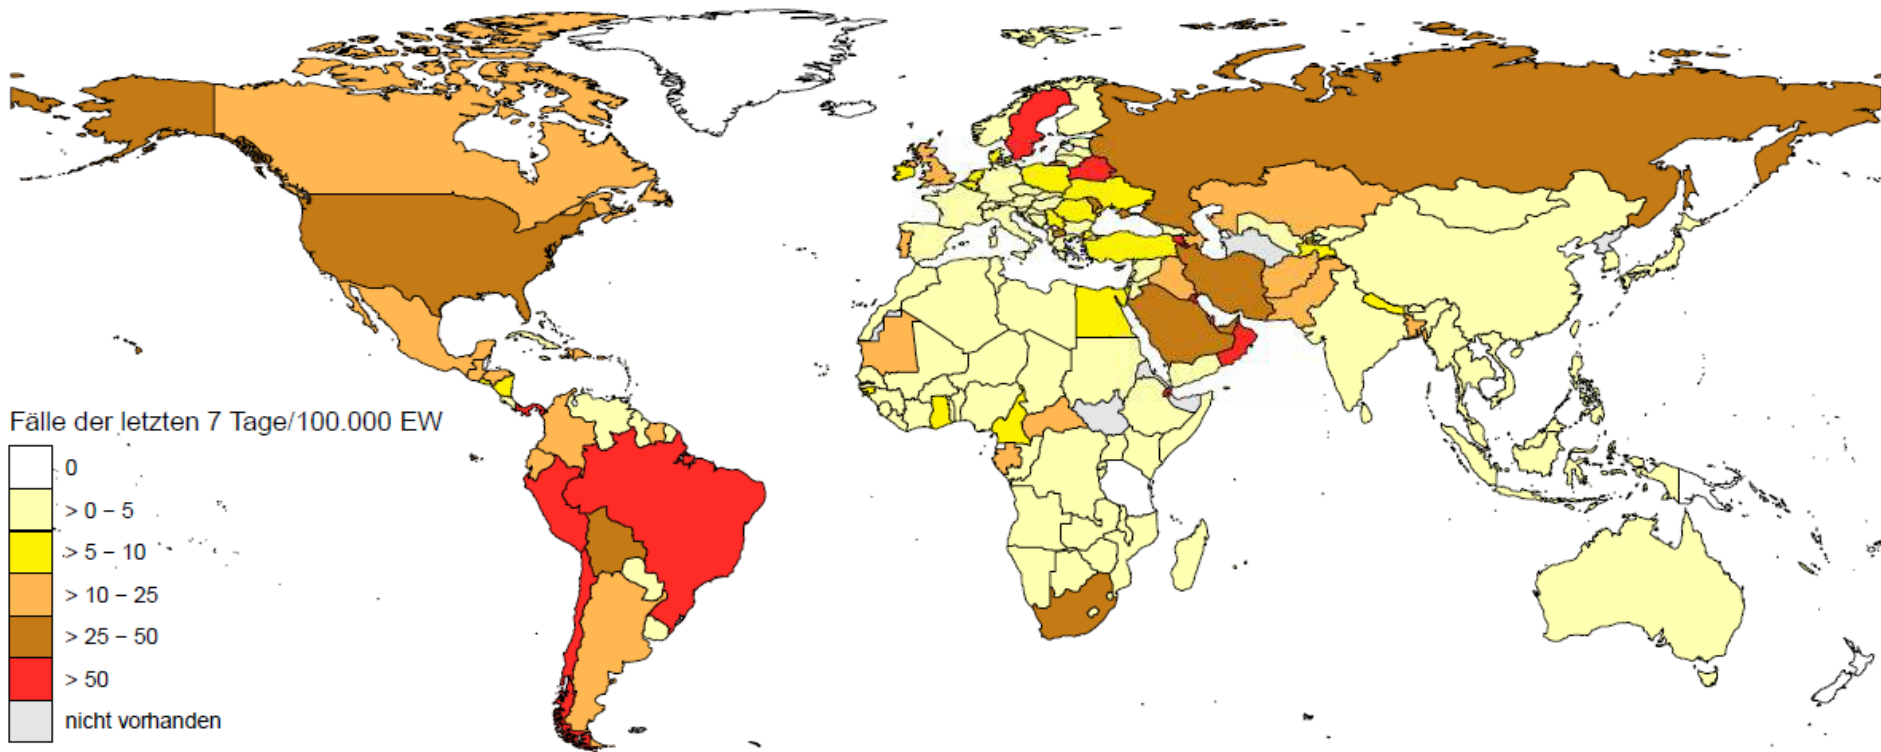 Fälle der letzten 7 Tage/100.000 EW
0
> 0 – 5
> 5 – 10
> 10 – 25
> 25 – 50
> 50
nicht vorhanden